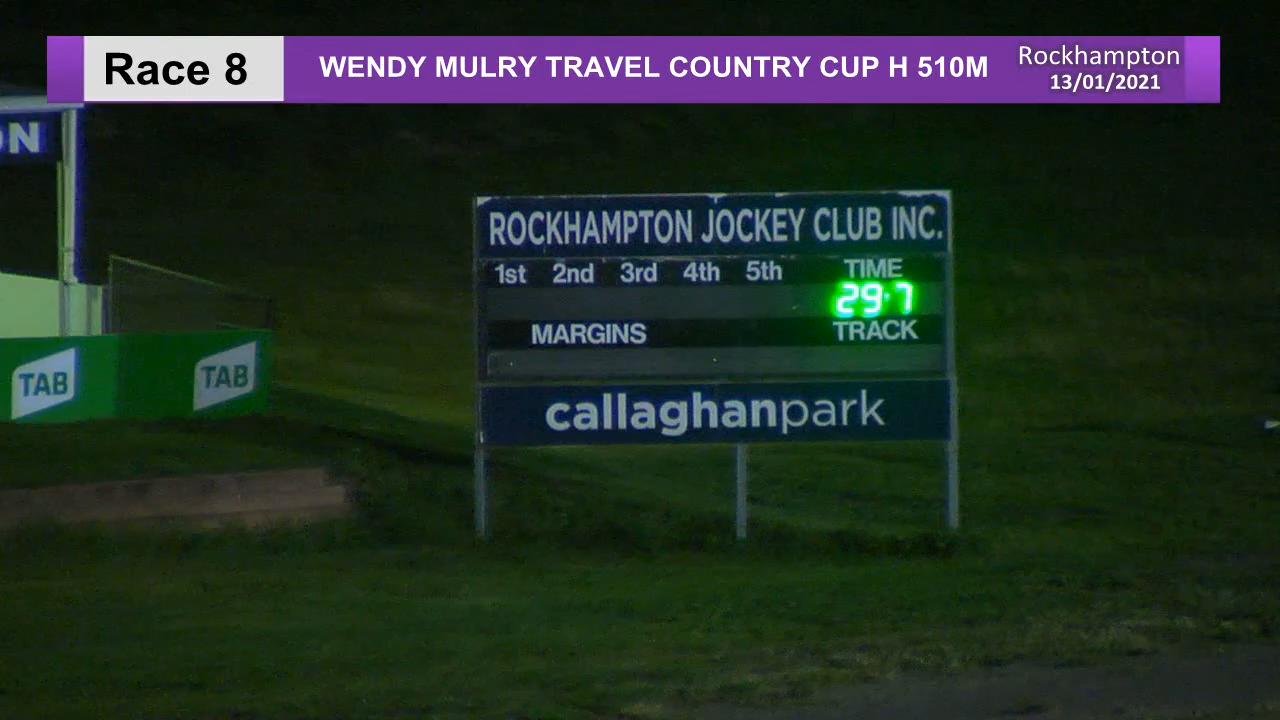 Race 8
WENDY MULRY TRAVEL COUNTRY CUP H 510M
Rockhampton
13/01/2021
ON
ROCKHAMPTON JOCKEY CLUB INC.
1st 2nd 3rd 4th 5th TIME
29.7
MARGINS TRACK
TAB TAB
callaghanpark